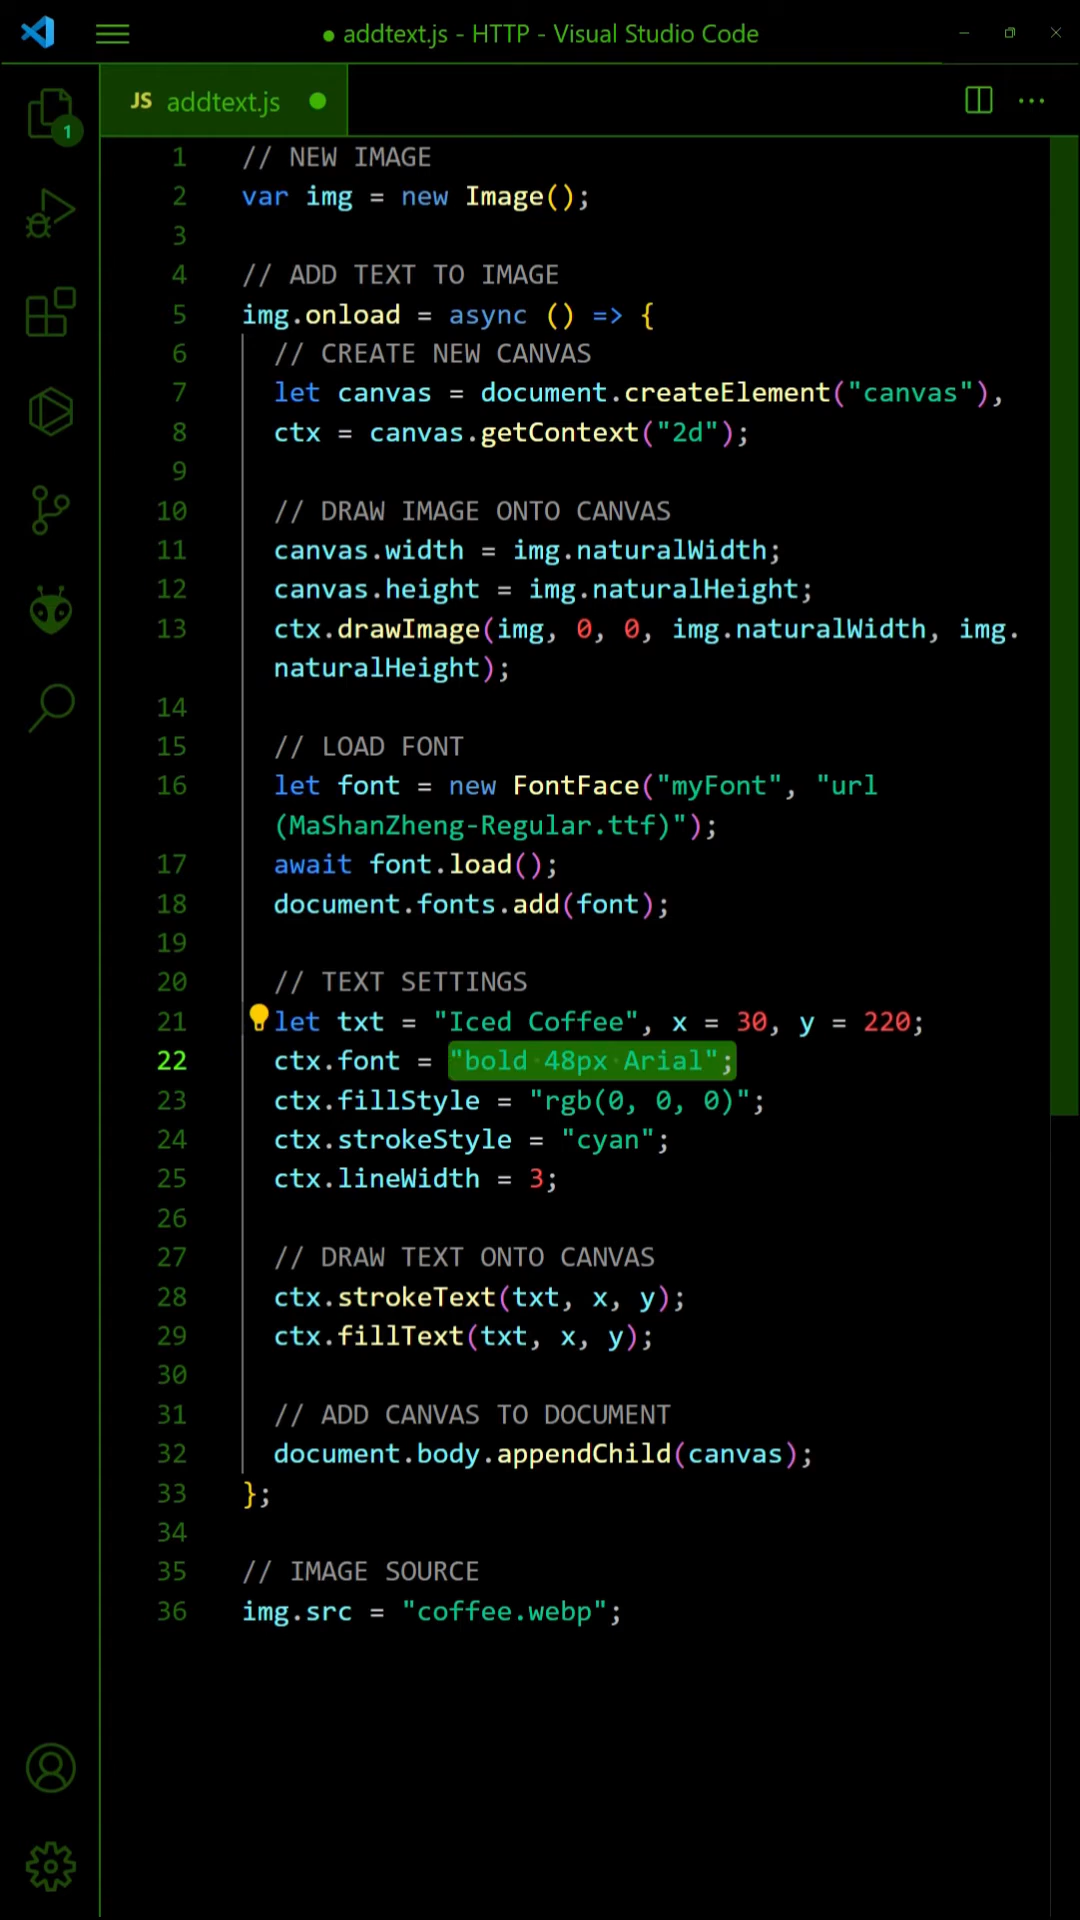 ● addtext.js - HTTP - Visual Studio Code
JS addtext.js
1
1 // NEW IMAGE
2 var img = new Image();
3
4 // ADD TEXT TO IMAGE
5 img.onload = async () => {
6 // CREATE NEW CANVAS
7 let canvas = document.createElement("canvas"),
8 ctx = canvas.getContext("2d");
9
10 // DRAW IMAGE ONTO CANVAS
11 canvas.width = img.naturalWidth;
12 canvas.height = img.naturalHeight;
13 ctx.drawImage(img, 0, 0, img.naturalWidth, img.
naturalHeight);
14
15 // LOAD FONT
16 let font = new FontFace("myFont", "url
(MaShanZheng-Regular.ttf)");
17 await font.load();
18 document.fonts.add(font);
19
20 // TEXT SETTINGS
21 let txt = "Iced Coffee", x = 30, y = 220;
22 ctx.font = "bold 48px Arial";
23 ctx.fillStyle = "rgb(0, 0, 0)";
24 ctx.strokeStyle = "cyan";
25 ctx.lineWidth = 3;
26
27 // DRAW TEXT ONTO CANVAS
28 ctx.strokeText(txt, x, y);
29 ctx.fillText(txt, x, y);
30
31 // ADD CANVAS TO DOCUMENT
32 document.body.appendChild(canvas);
33 };
34
35 // IMAGE SOURCE
36 img.src = "coffee.webp";